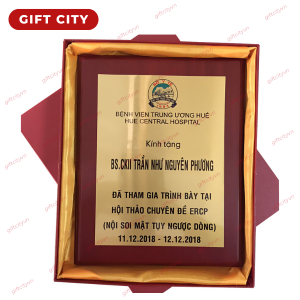 GIFT CITY
BỆNH VIỆN TRUNG ƯƠNG HUẾ
HUE CENTRAL HOSPITAL
Kính tặng
BS.CKII TRẦN NHƯ NGUYÊN PHƯƠNG
ĐÃ THAM GIA TRÌNH BÀY TẠI
HỘI THẢO CHUYÊN ĐỀ ERCP
(NỘI SOI MẬT TỤY NGƯỢC DÒNG)
11.12.2018 - 12.12.2018